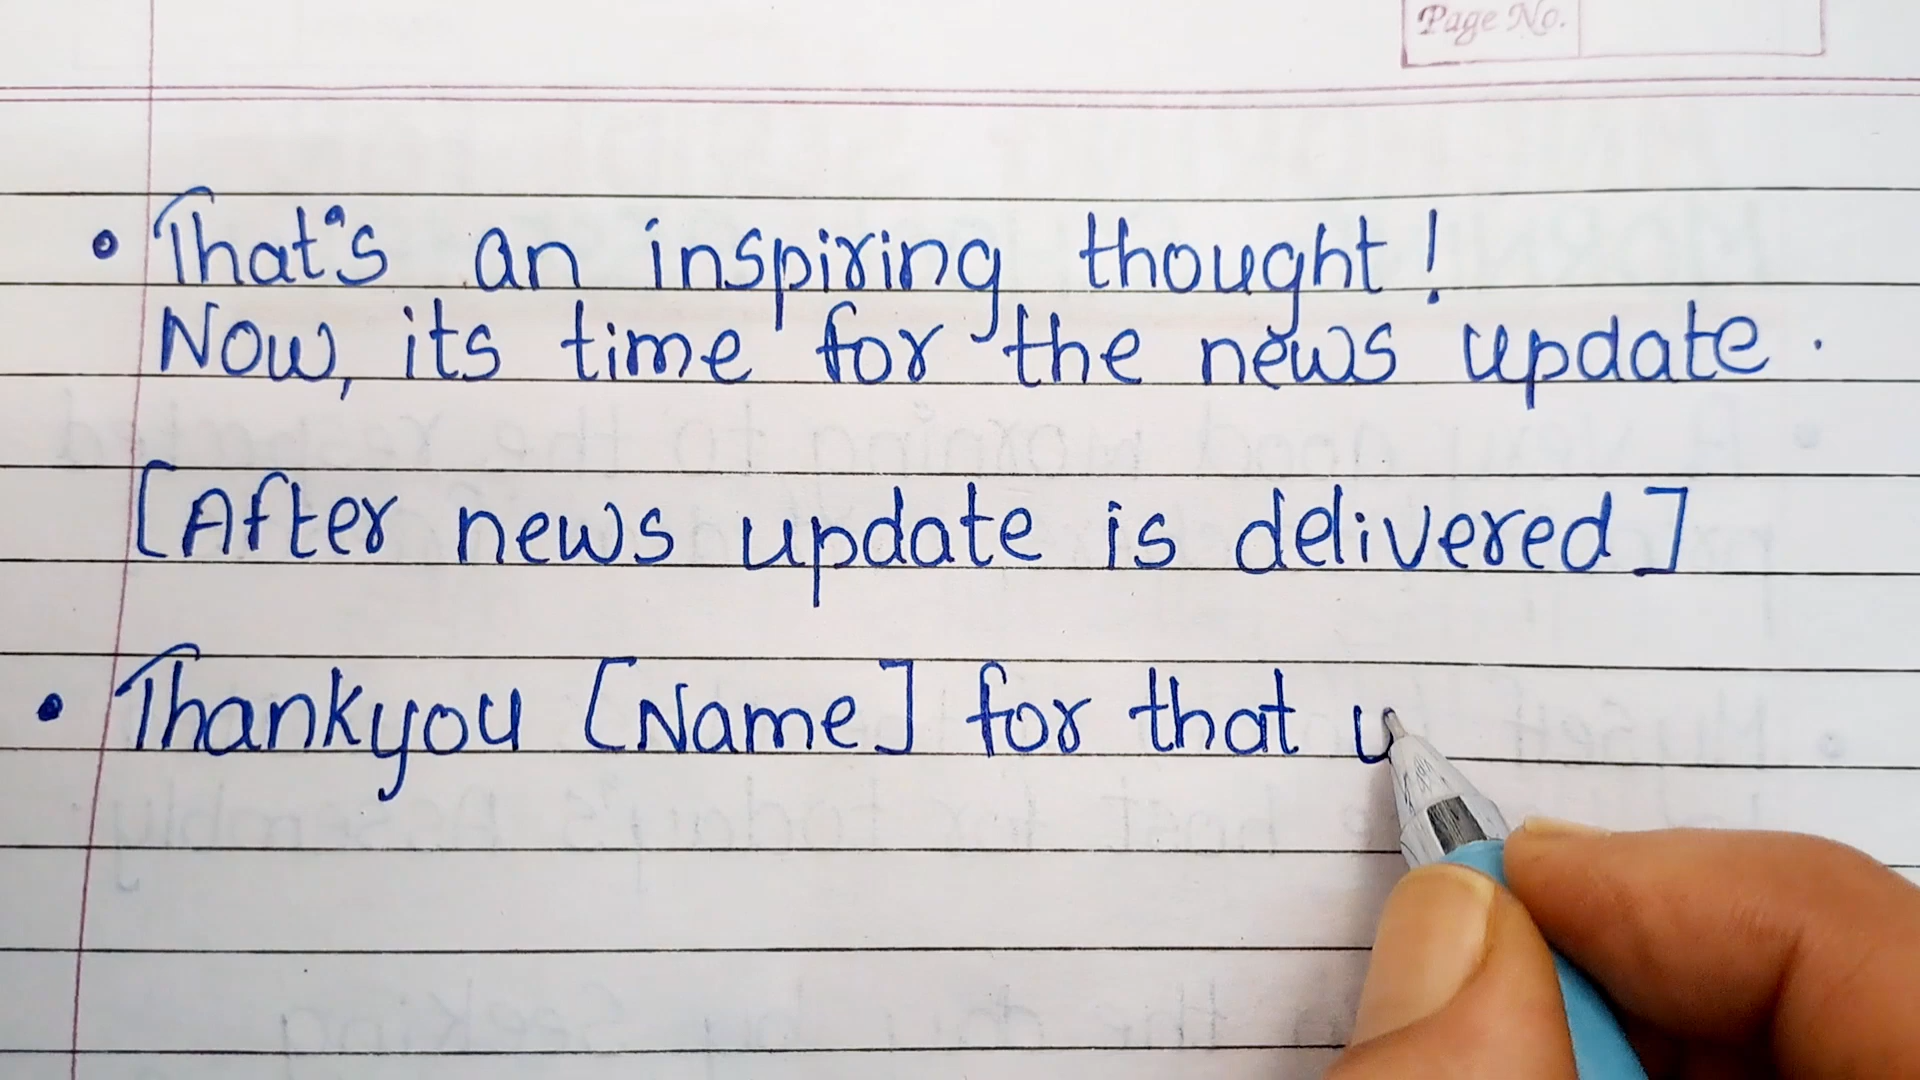 Page No.
• That's an inspiring thought!
Now, its time for the news update.
[After news update is delivered]
• Thankyou [Name] for that u